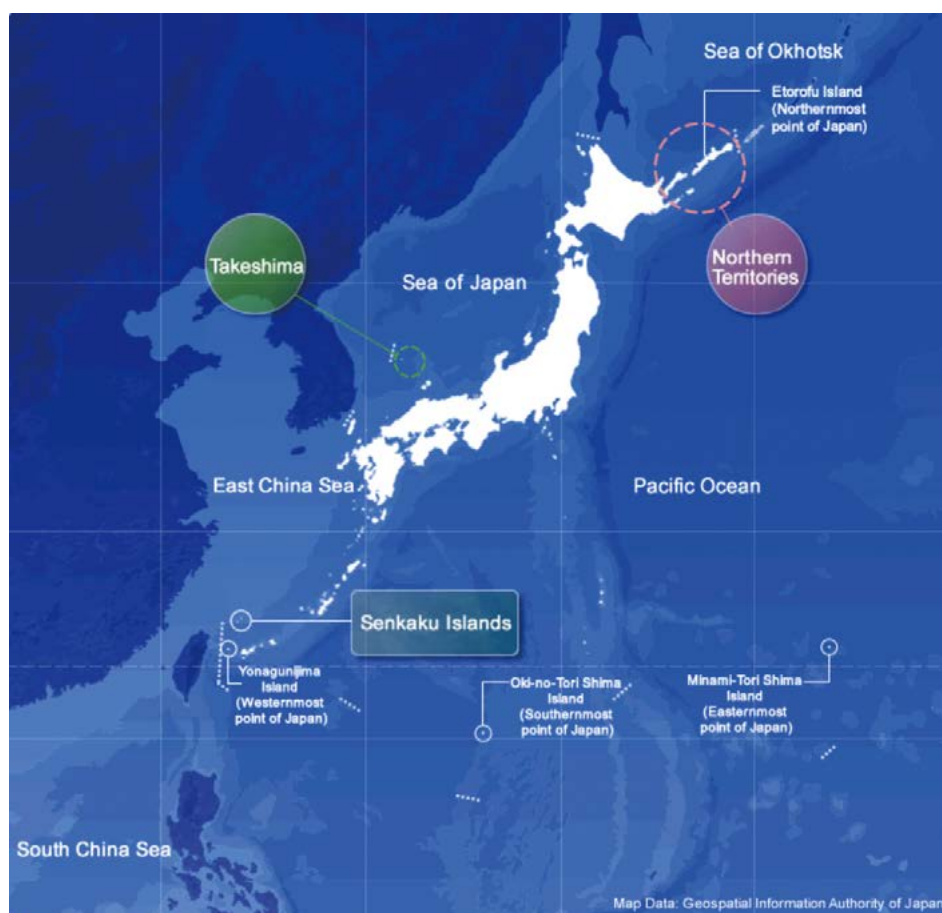 Sea of Okhotsk
Etorofu Island
(Northernmost
point of Japan)
Takeshima
Northern
Territories
Sea of Japan
East China Sea
Pacific Ocean
Senkaku Islands
Yonagunijima
Island
(Westernmost
point of Japan)
Oki-no-Tori Shima
Island
(Southernmost
point of Japan)
Minami-Tori Shima
Island
(Easternmost
point of Japan)
South China Sea
Map Data: Geospatial Information Authority of Japan